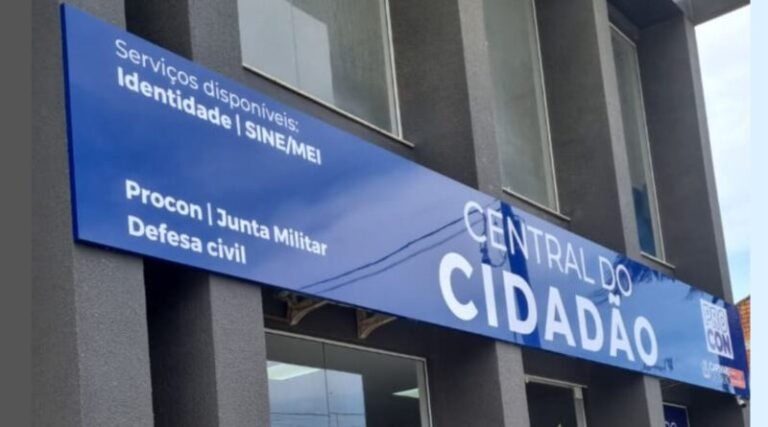 Serviços disponíveis:
Identidade | SINE/MEI
Procon | Junta Militar
Defesa civil
CENTRAL DO
CIDADÃO
PRO
CON